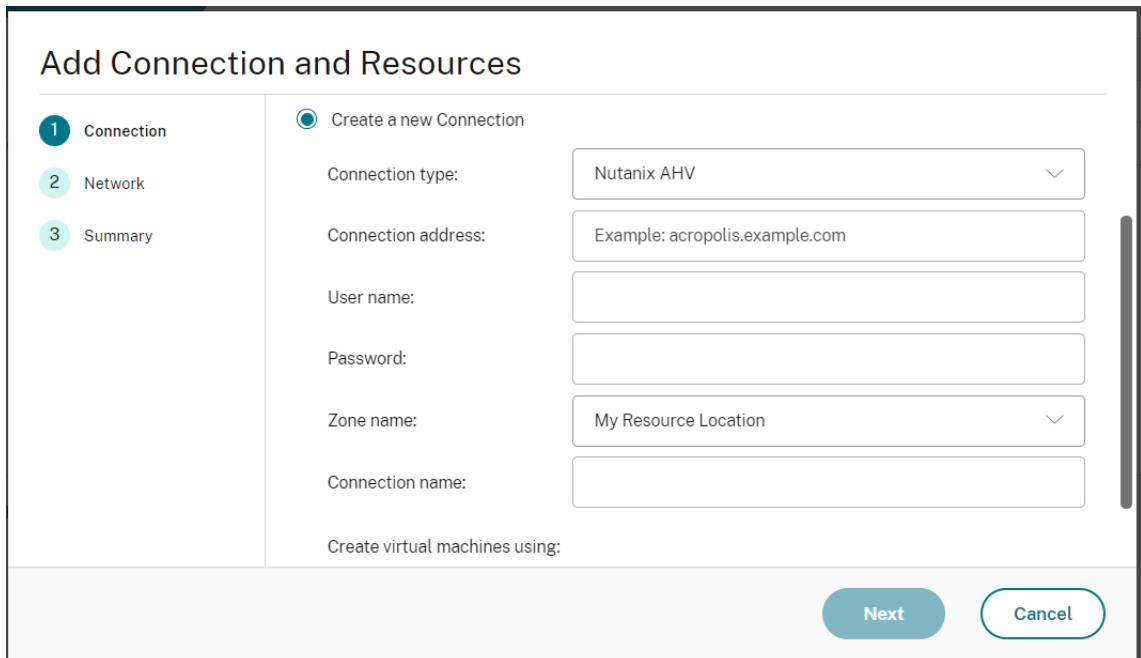 Add Connection and Resources
1 Connection
2 Network
3 Summary
Create a new Connection
Connection type: Nutanix AHV
Connection address: Example: acropolis.example.com
User name:
Password:
Zone name: My Resource Location
Connection name:
Create virtual machines using:
Next Cancel